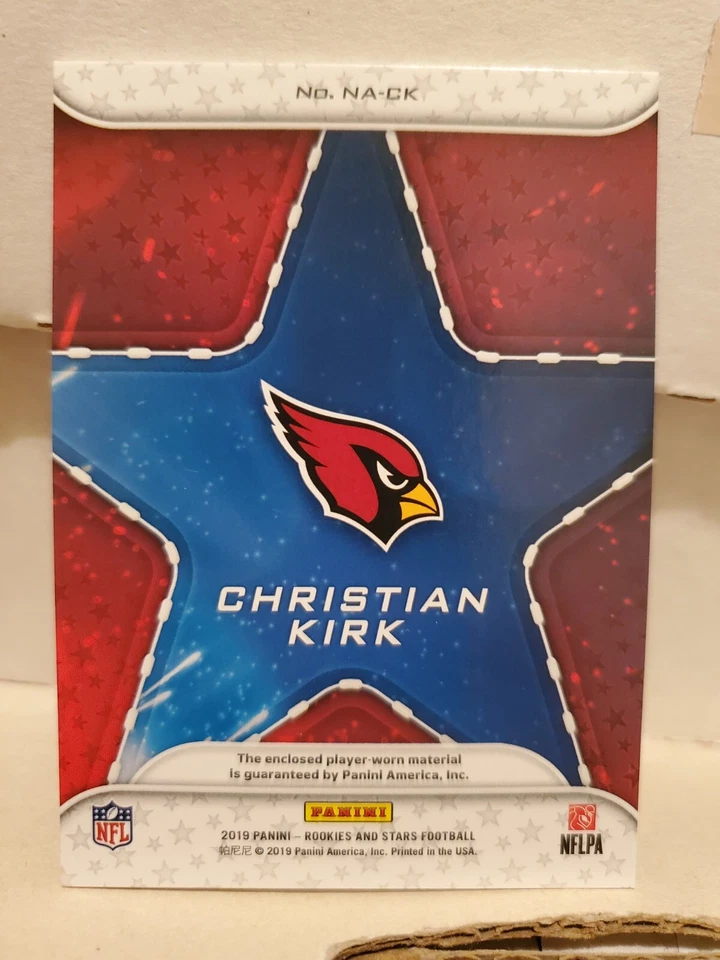 No. NA-CK
CHRISTIAN
KIRK
The enclosed player-worn material
is guaranteed by Panini America, Inc.
PANINI
NFL
2019 PANINI – ROOKIES AND STARS FOOTBALL
帕尼尼 © 2019 Panini America, Inc. Printed in the USA.
NFLPA